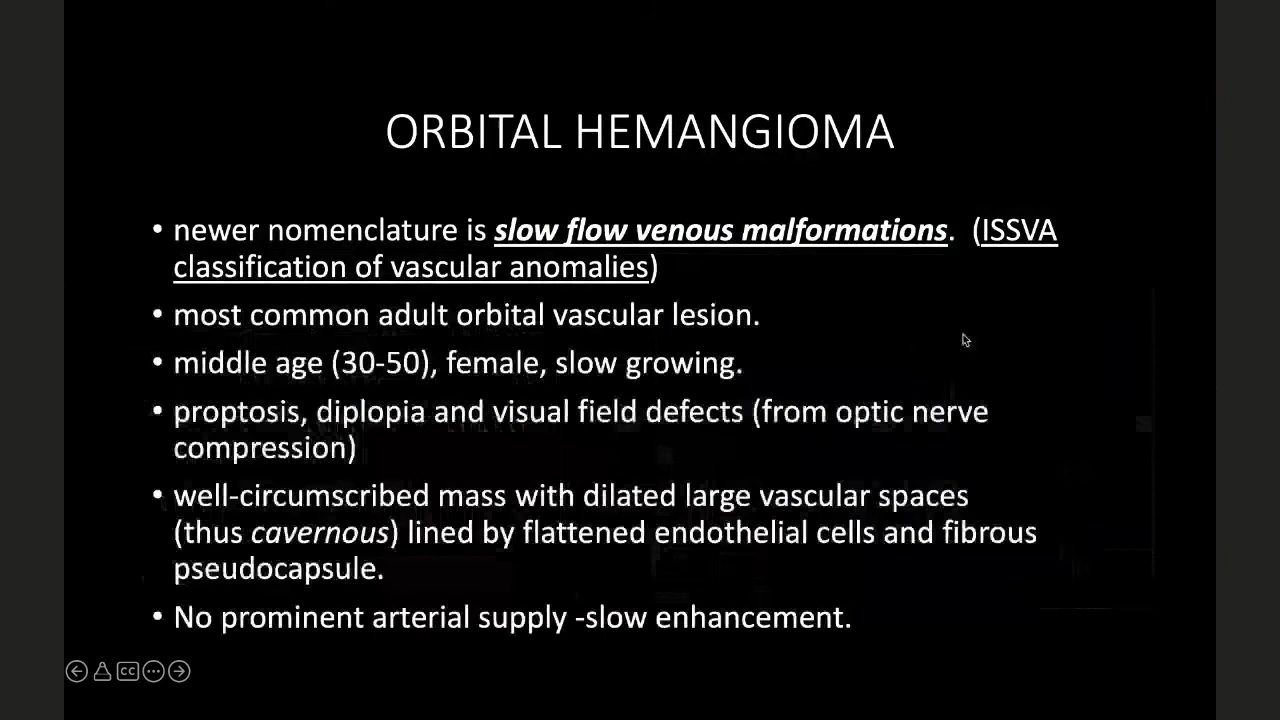 ORBITAL HEMANGIOMA
• newer nomenclature is slow flow venous malformations.  (ISSVA
classification of vascular anomalies)
• most common adult orbital vascular lesion.
• middle age (30-50), female, slow growing.
• proptosis, diplopia and visual field defects (from optic nerve
compression)
• well-circumscribed mass with dilated large vascular spaces
(thus cavernous) lined by flattened endothelial cells and fibrous
pseudocapsule.
• No prominent arterial supply -slow enhancement.
CC